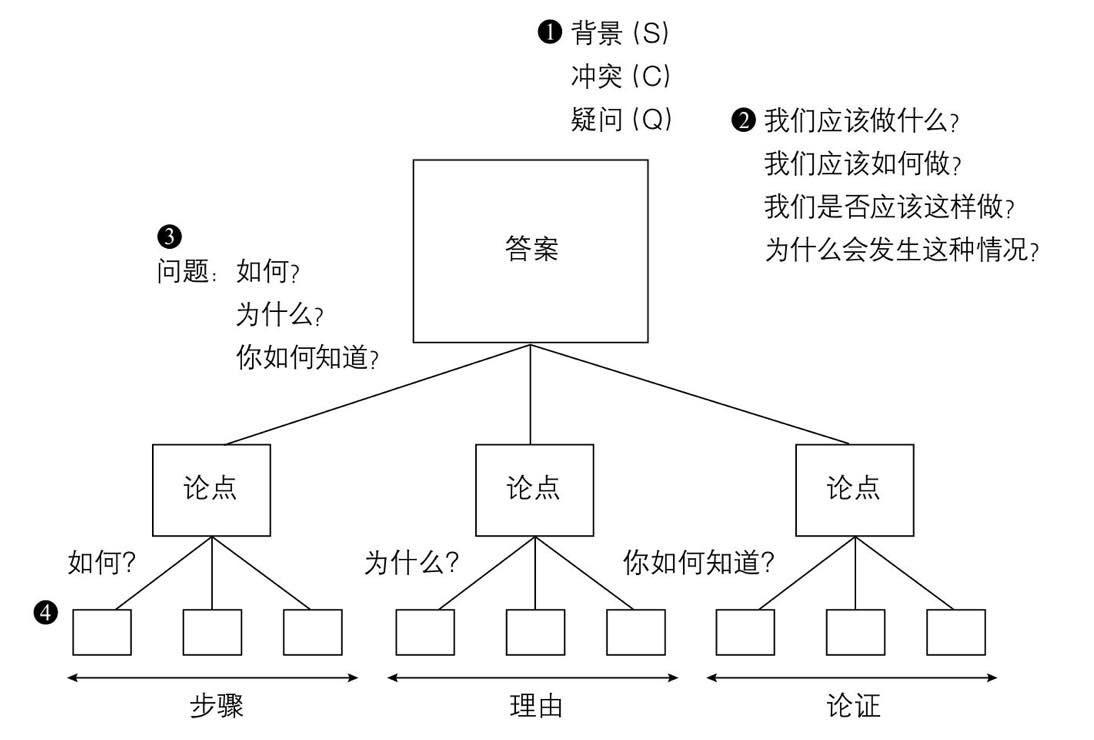 ❶ 背景 (S)
冲突 (C)
疑问 (Q)
❷ 我们应该做什么?
我们应该如何做?
我们是否应该这样做?
为什么会发生这种情况?
答案
❸
问题: 如何?
为什么?
你如何知道?
论点 论点 论点
如何? 为什么? 你如何知道?
❹
步骤 理由 论证